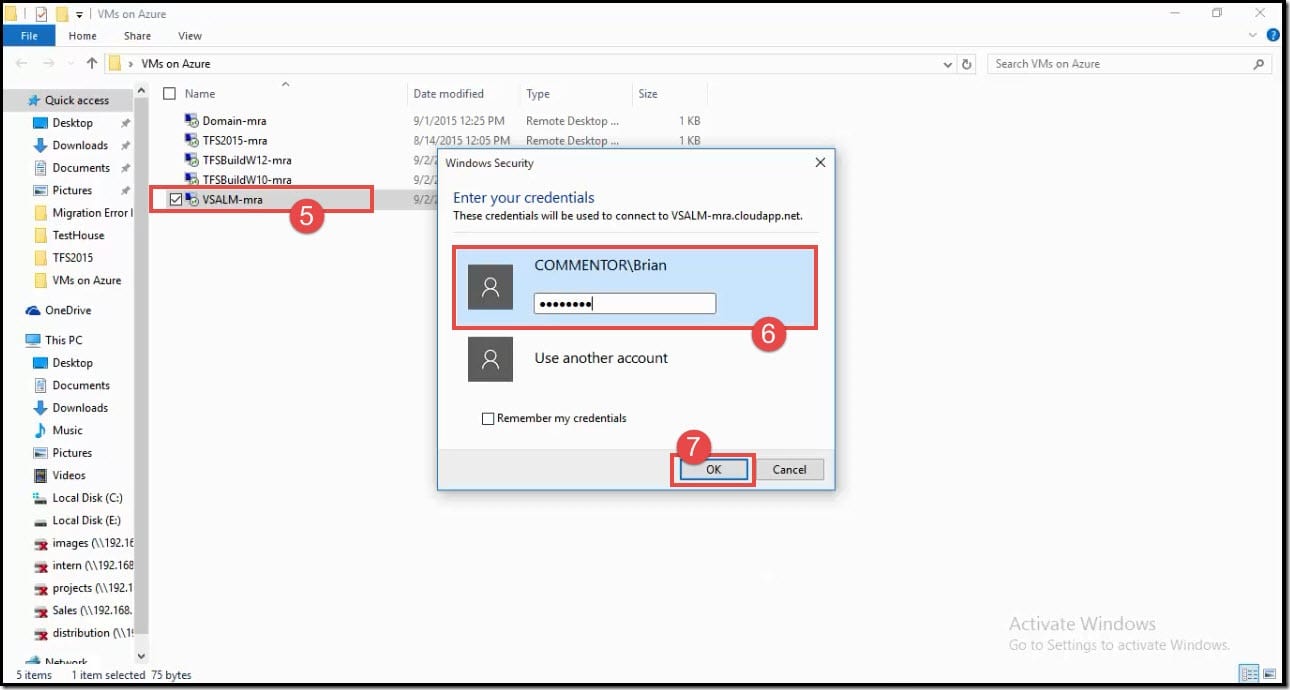 VMs on Azure
File Home Share View
VMs on Azure
Search VMs on Azure
Name Date modified Type Size
Domain-mra 9/1/2015 12:25 PM Remote Desktop ... 1 KB
TFS2015-mra 8/14/2015 12:05 PM Remote Desktop ... 1 KB
TFSBuildW12-mra 9/2/
TFSBuildW10-mra 9/2/
VSALM-mra 9/2/
5
Quick access
Desktop
Downloads
Documents
Pictures
Migration Error
TestHouse
TFS2015
VMs on Azure
OneDrive
This PC
Desktop
Documents
Downloads
Music
Pictures
Videos
Local Disk (C:)
Local Disk (E:)
images (\\192.16
intern (\\192.168
projects (\\192.1
Sales (\\192.168.
distribution (\\19
Network
Windows Security
Enter your credentials
These credentials will be used to connect to VSALM-mra.cloudapp.net.
COMMENTOR\Brian
••••••••
6
Use another account
Remember my credentials
7
OK Cancel
Activate Windows
Go to Settings to activate Windows.
5 items 1 item selected 75 bytes